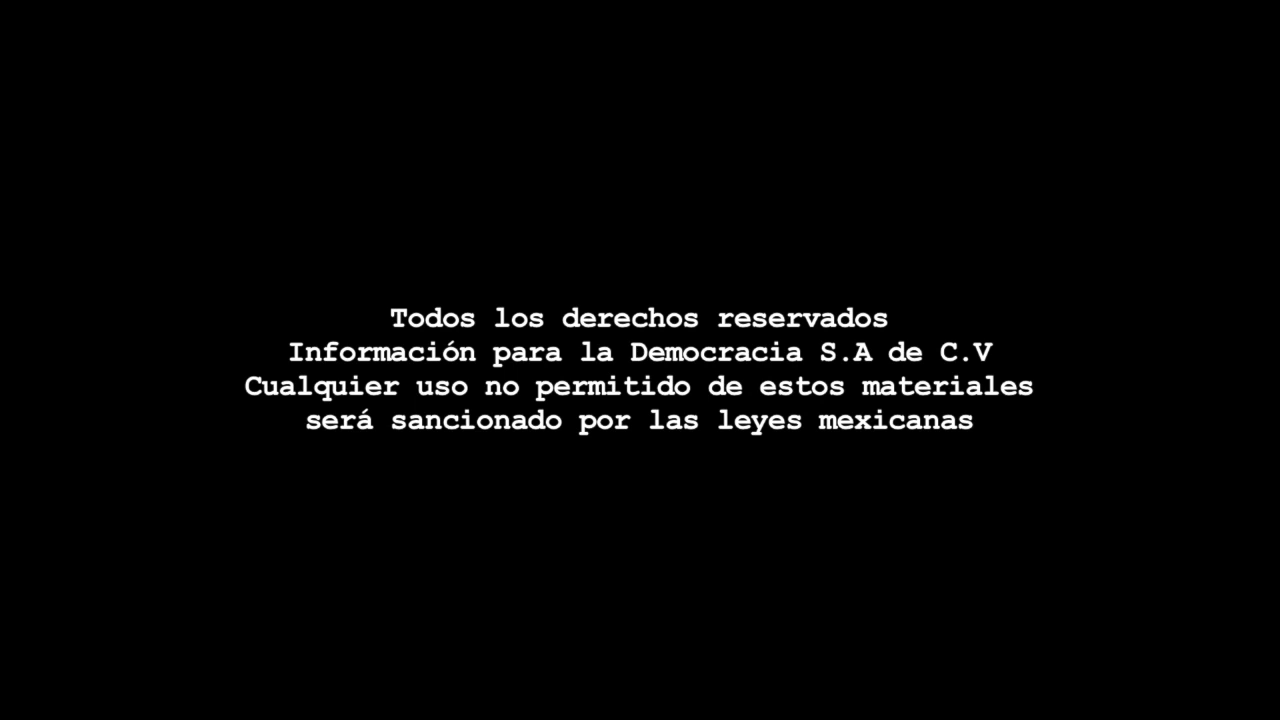 Todos los derechos reservados
Información para la Democracia S.A de C.V
Cualquier uso no permitido de estos materiales
será sancionado por las leyes mexicanas